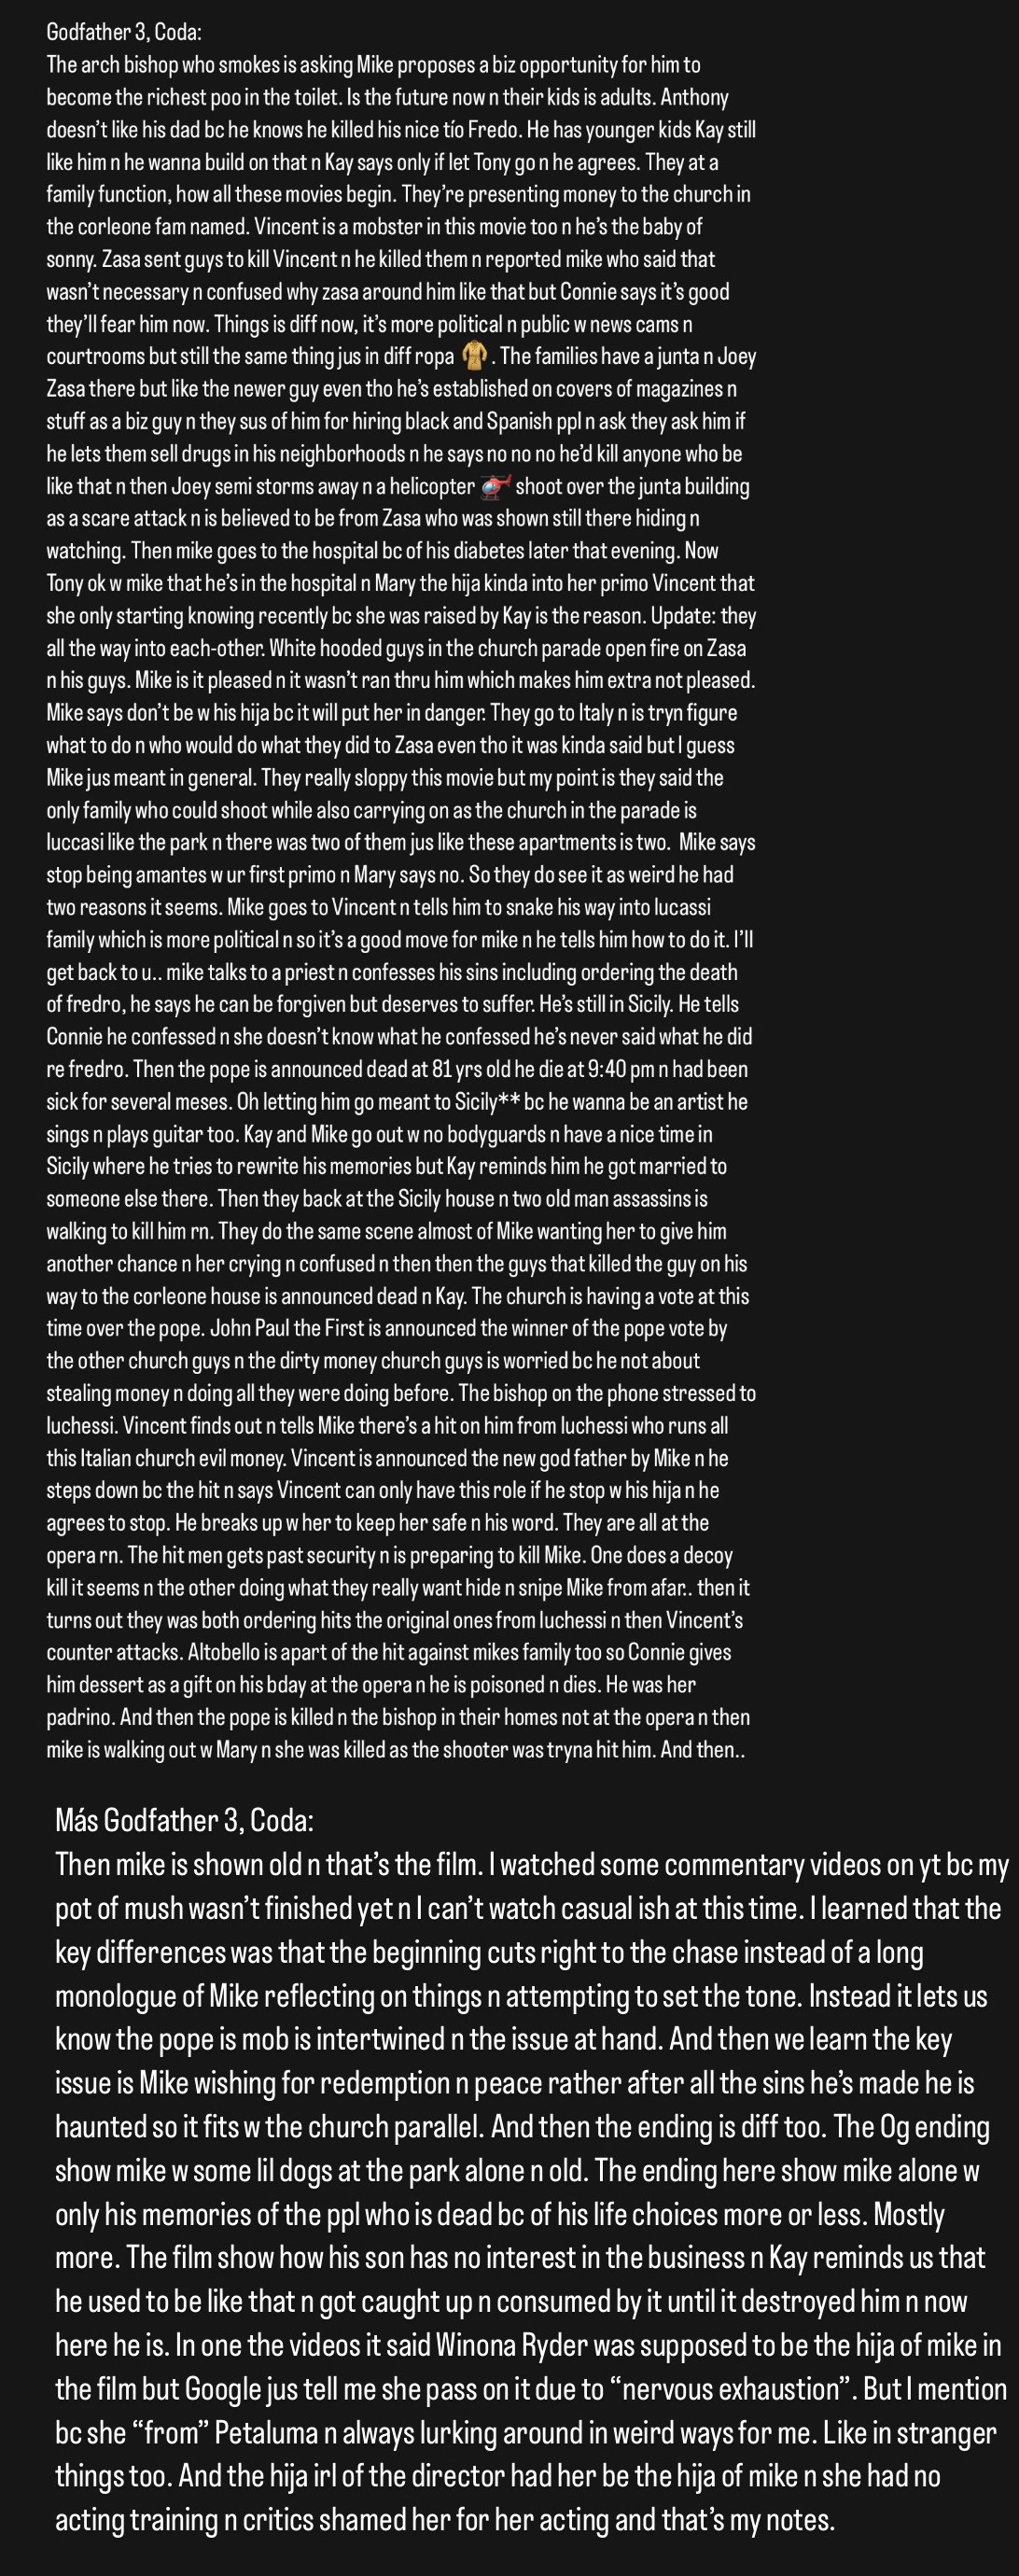 Godfather 3, Coda:
The arch bishop who smokes is asking Mike proposes a biz opportunity for him to
become the richest poo in the toilet. Is the future now n their kids is adults. Anthony
doesn’t like his dad bc he knows he killed his nice tío Fredo. He has younger kids Kay still
like him n he wanna build on that n Kay says only if let Tony go n he agrees. They at a
family function, how all these movies begin. They’re presenting money to the church in
the corleone fam named. Vincent is a mobster in this movie too n he’s the baby of
sonny. Zasa sent guys to kill Vincent n he killed them n reported mike who said that
wasn’t necessary n confused why zasa around him like that but Connie says it’s good
they’ll fear him now. Things is diff now, it’s more political n public w news cams n
courtrooms but still the same thing jus in diff ropa 🧥. The families have a junta n Joey
Zasa there but like the newer guy even tho he’s established on covers of magazines n
stuff as a biz guy n they sus of him for hiring black and Spanish ppl n ask they ask him if
he lets them sell drugs in his neighborhoods n he says no no no he’d kill anyone who be
like that n then Joey semi storms away n a helicopter 🚁 shoot over the junta building
as a scare attack n is believed to be from Zasa who was shown still there hiding n
watching. Then mike goes to the hospital bc of his diabetes later that evening. Now
Tony ok w mike that he’s in the hospital n Mary the hija kinda into her primo Vincent that
she only starting knowing recently bc she was raised by Kay is the reason. Update: they
all the way into each-other. White hooded guys in the church parade open fire on Zasa
n his guys. Mike is it pleased n it wasn’t ran thru him which makes him extra not pleased.
Mike says don’t be w his hija bc it will put her in danger. They go to Italy n is tryn figure
what to do n who would do what they did to Zasa even tho it was kinda said but I guess
Mike jus meant in general. They really sloppy this movie but my point is they said the
only family who could shoot while also carrying on as the church in the parade is
luccasi like the park n there was two of them jus like these apartments is two.  Mike says
stop being amantes w ur first primo n Mary says no. So they do see it as weird he had
two reasons it seems. Mike goes to Vincent n tells him to snake his way into lucassi
family which is more political n so it’s a good move for mike n he tells him how to do it. I’ll
get back to u.. mike talks to a priest n confesses his sins including ordering the death
of fredro, he says he can be forgiven but deserves to suffer. He’s still in Sicily. He tells
Connie he confessed n she doesn’t know what he confessed he’s never said what he did
re fredro. Then the pope is announced dead at 81 yrs old he die at 9:40 pm n had been
sick for several meses. Oh letting him go meant to Sicily** bc he wanna be an artist he
sings n plays guitar too. Kay and Mike go out w no bodyguards n have a nice time in
Sicily where he tries to rewrite his memories but Kay reminds him he got married to
someone else there. Then they back at the Sicily house n two old man assassins is
walking to kill him rn. They do the same scene almost of Mike wanting her to give him
another chance n her crying n confused n then then the guys that killed the guy on his
way to the corleone house is announced dead n Kay. The church is having a vote at this
time over the pope. John Paul the First is announced the winner of the pope vote by
the other church guys n the dirty money church guys is worried bc he not about
stealing money n doing all they were doing before. The bishop on the phone stressed to
luchessi. Vincent finds out n tells Mike there’s a hit on him from luchessi who runs all
this Italian church evil money. Vincent is announced the new god father by Mike n he
steps down bc the hit n says Vincent can only have this role if he stop w his hija n he
agrees to stop. He breaks up w her to keep her safe n his word. They are all at the
opera rn. The hit men gets past security n is preparing to kill Mike. One does a decoy
kill it seems n the other doing what they really want hide n snipe Mike from afar.. then it
turns out they was both ordering hits the original ones from luchessi n then Vincent’s
counter attacks. Altobello is apart of the hit against mikes family too so Connie gives
him dessert as a gift on his bday at the opera n he is poisoned n dies. He was her
padrino. And then the pope is killed n the bishop in their homes not at the opera n then
mike is walking out w Mary n she was killed as the shooter was tryna hit him. And then..
Más Godfather 3, Coda:
Then mike is shown old n that’s the film. I watched some commentary videos on yt bc my
pot of mush wasn’t finished yet n I can’t watch casual ish at this time. I learned that the
key differences was that the beginning cuts right to the chase instead of a long
monologue of Mike reflecting on things n attempting to set the tone. Instead it lets us
know the pope is mob is intertwined n the issue at hand. And then we learn the key
issue is Mike wishing for redemption n peace rather after all the sins he’s made he is
haunted so it fits w the church parallel. And then the ending is diff too. The Og ending
show mike w some lil dogs at the park alone n old. The ending here show mike alone w
only his memories of the ppl who is dead bc of his life choices more or less. Mostly
more. The film show how his son has no interest in the business n Kay reminds us that
he used to be like that n got caught up n consumed by it until it destroyed him n now
here he is. In one the videos it said Winona Ryder was supposed to be the hija of mike in
the film but Google jus tell me she pass on it due to “nervous exhaustion”. But I mention
bc she “from” Petaluma n always lurking around in weird ways for me. Like in stranger
things too. And the hija irl of the director had her be the hija of mike n she had no
acting training n critics shamed her for her acting and that’s my notes.